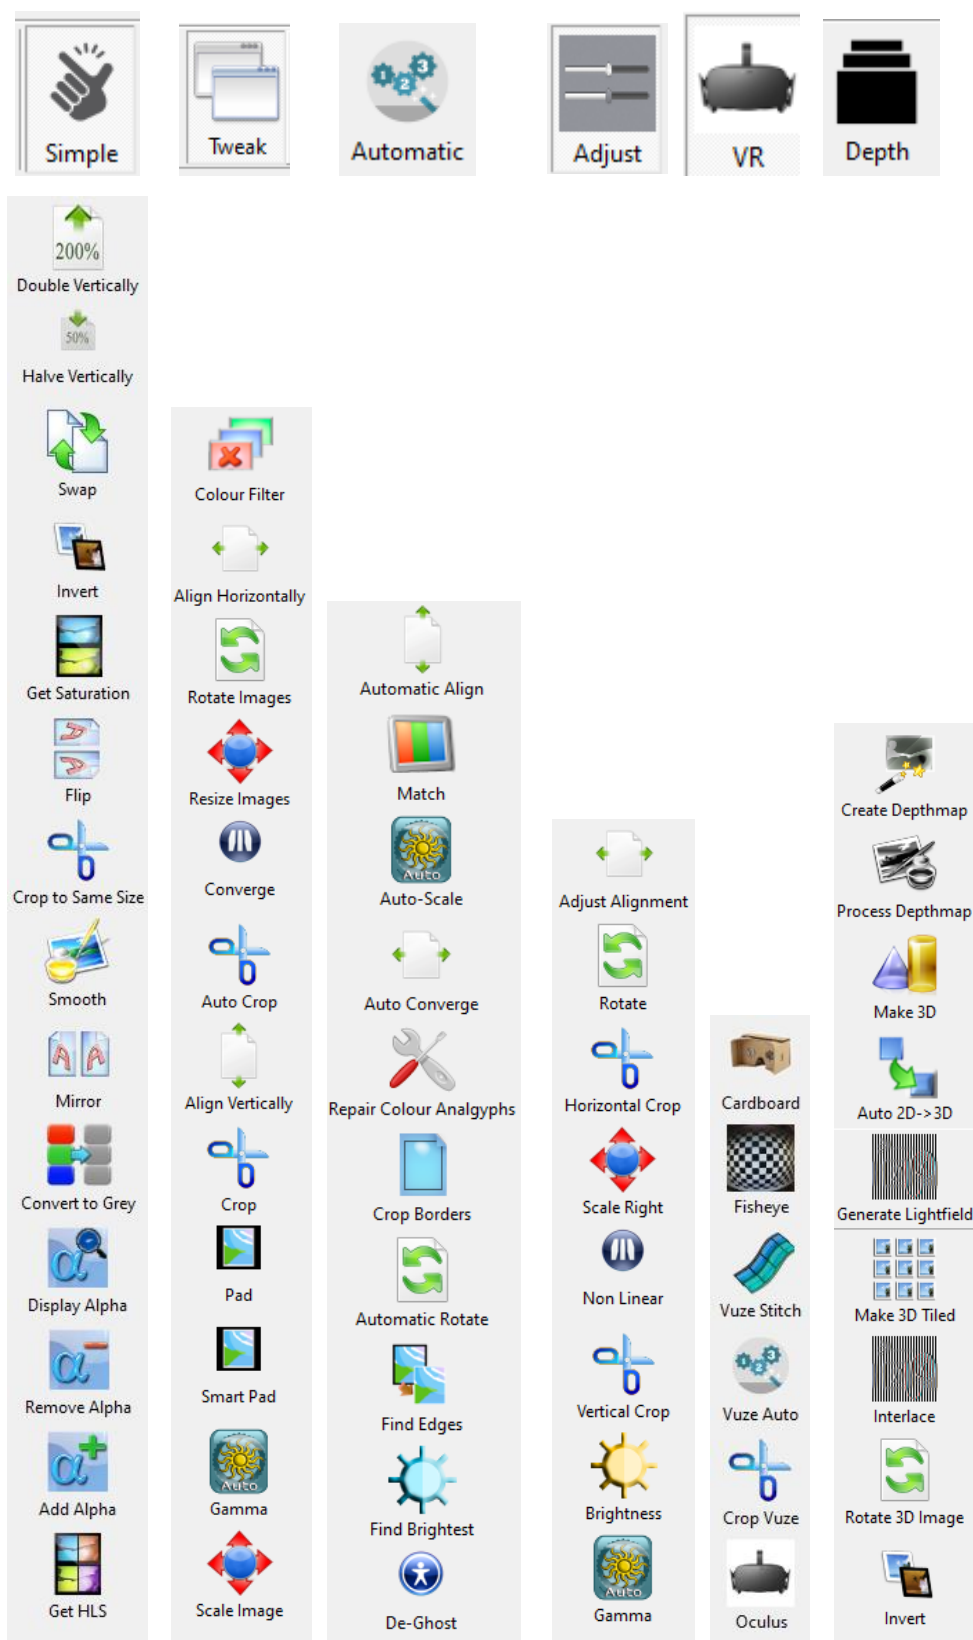 Simple
Tweak
Automatic
Adjust
VR
Depth
200%
Double Vertically
50%
Halve Vertically
Swap
Invert
Get Saturation
Flip
Crop to Same Size
Smooth
Mirror
Convert to Grey
Display Alpha
Remove Alpha
Add Alpha
Get HLS
Colour Filter
Align Horizontally
Rotate Images
Resize Images
Converge
Auto Crop
Align Vertically
Crop
Pad
Smart Pad
AUTO
Gamma
Scale Image
Automatic Align
Match
AUTO
Auto-Scale
Auto Converge
Repair Colour Analgyphs
Crop Borders
Automatic Rotate
Find Edges
Find Brightest
De-Ghost
Adjust Alignment
Rotate
Horizontal Crop
Scale Right
Non Linear
Vertical Crop
Brightness
AUTO
Gamma
Cardboard
Fisheye
Vuze Stitch
Vuze Auto
Crop Vuze
Oculus
Create Depthmap
Process Depthmap
Make 3D
Auto 2D->3D
Generate Lightfield
Make 3D Tiled
Interlace
Rotate 3D Image
Invert